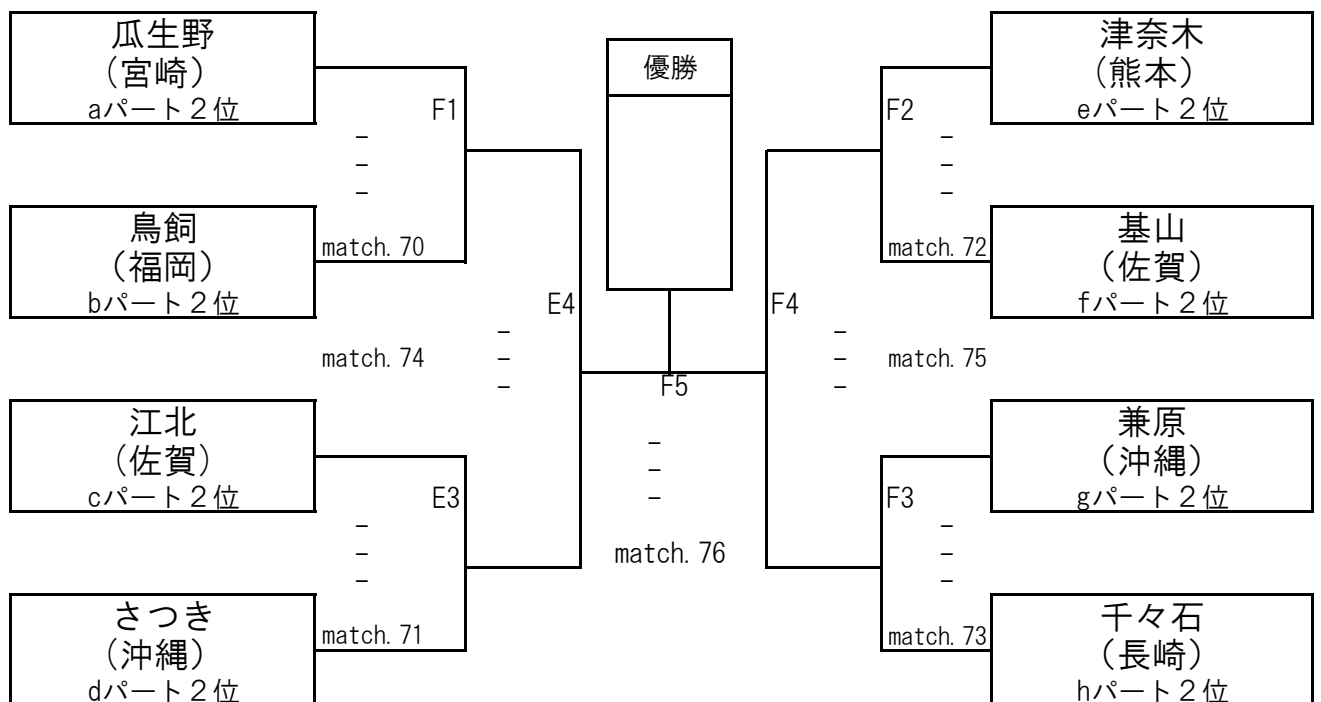 瓜生野
(宮崎)
aパート２位
F1
–
–
–
match. 70
鳥飼
(福岡)
bパート２位
E4
–
–
–
match. 74
江北
(佐賀)
cパート２位
E3
–
–
–
match. 71
さつき
(沖縄)
dパート２位
優勝
F5
–
–
–
match. 76
津奈木
(熊本)
eパート２位
F2
–
–
–
match. 72
基山
(佐賀)
fパート２位
F4
–
–
–
match. 75
兼原
(沖縄)
gパート２位
F3
–
–
–
match. 73
千々石
(長崎)
hパート２位